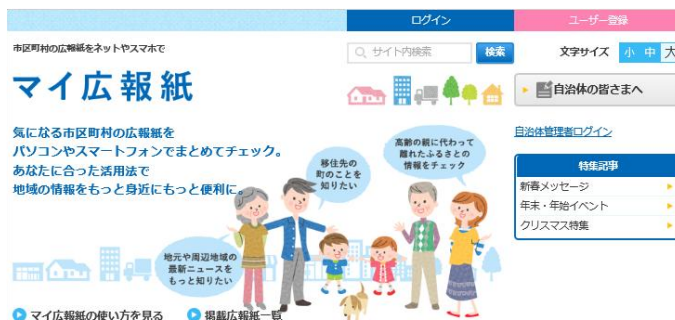 ログイン
ユーザー登録
市区町村の広報紙をネットやスマホで
サイト内検索
検索
文字サイズ 小 中 大
マイ広報紙
自治体の皆さまへ
気になる市区町村の広報紙を
パソコンやスマートフォンでまとめてチェック。
あなたに合った活用法で
地域の情報をもっと身近にもっと便利に。
自治体管理者ログイン
移住先の
町のことを
知りたい
高齢の親に代わって
離れたふるさとの
情報をチェック
特集記事
新春メッセージ
年末・年始イベント
クリスマス特集
地元や周辺地域の
最新ニュースを
もっと知りたい
マイ広報紙の使い方を見る
掲載広報紙一覧